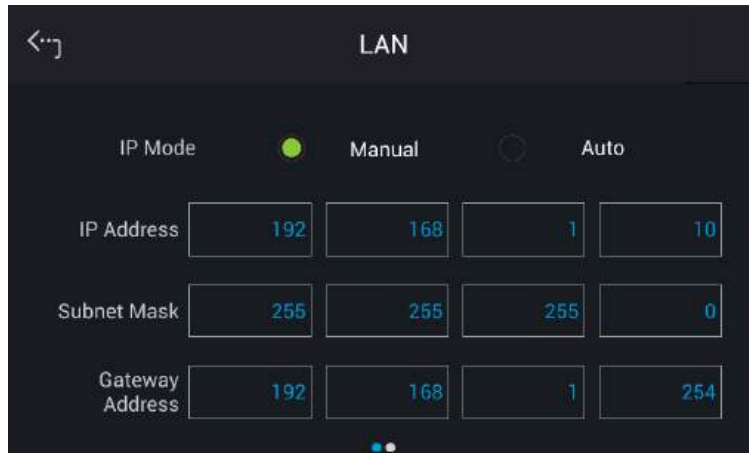 LAN
IP Mode Manual Auto
IP Address 192 168 1 10
Subnet Mask 255 255 255 0
Gateway
Address 192 168 1 254